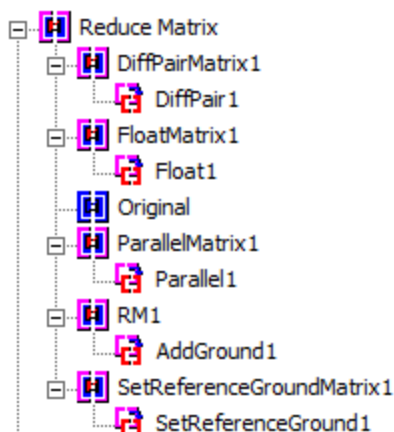 Reduce Matrix
DiffPairMatrix1
DiffPair1
FloatMatrix1
Float1
Original
ParallelMatrix1
Parallel1
RM1
AddGround1
SetReferenceGroundMatrix1
SetReferenceGround1